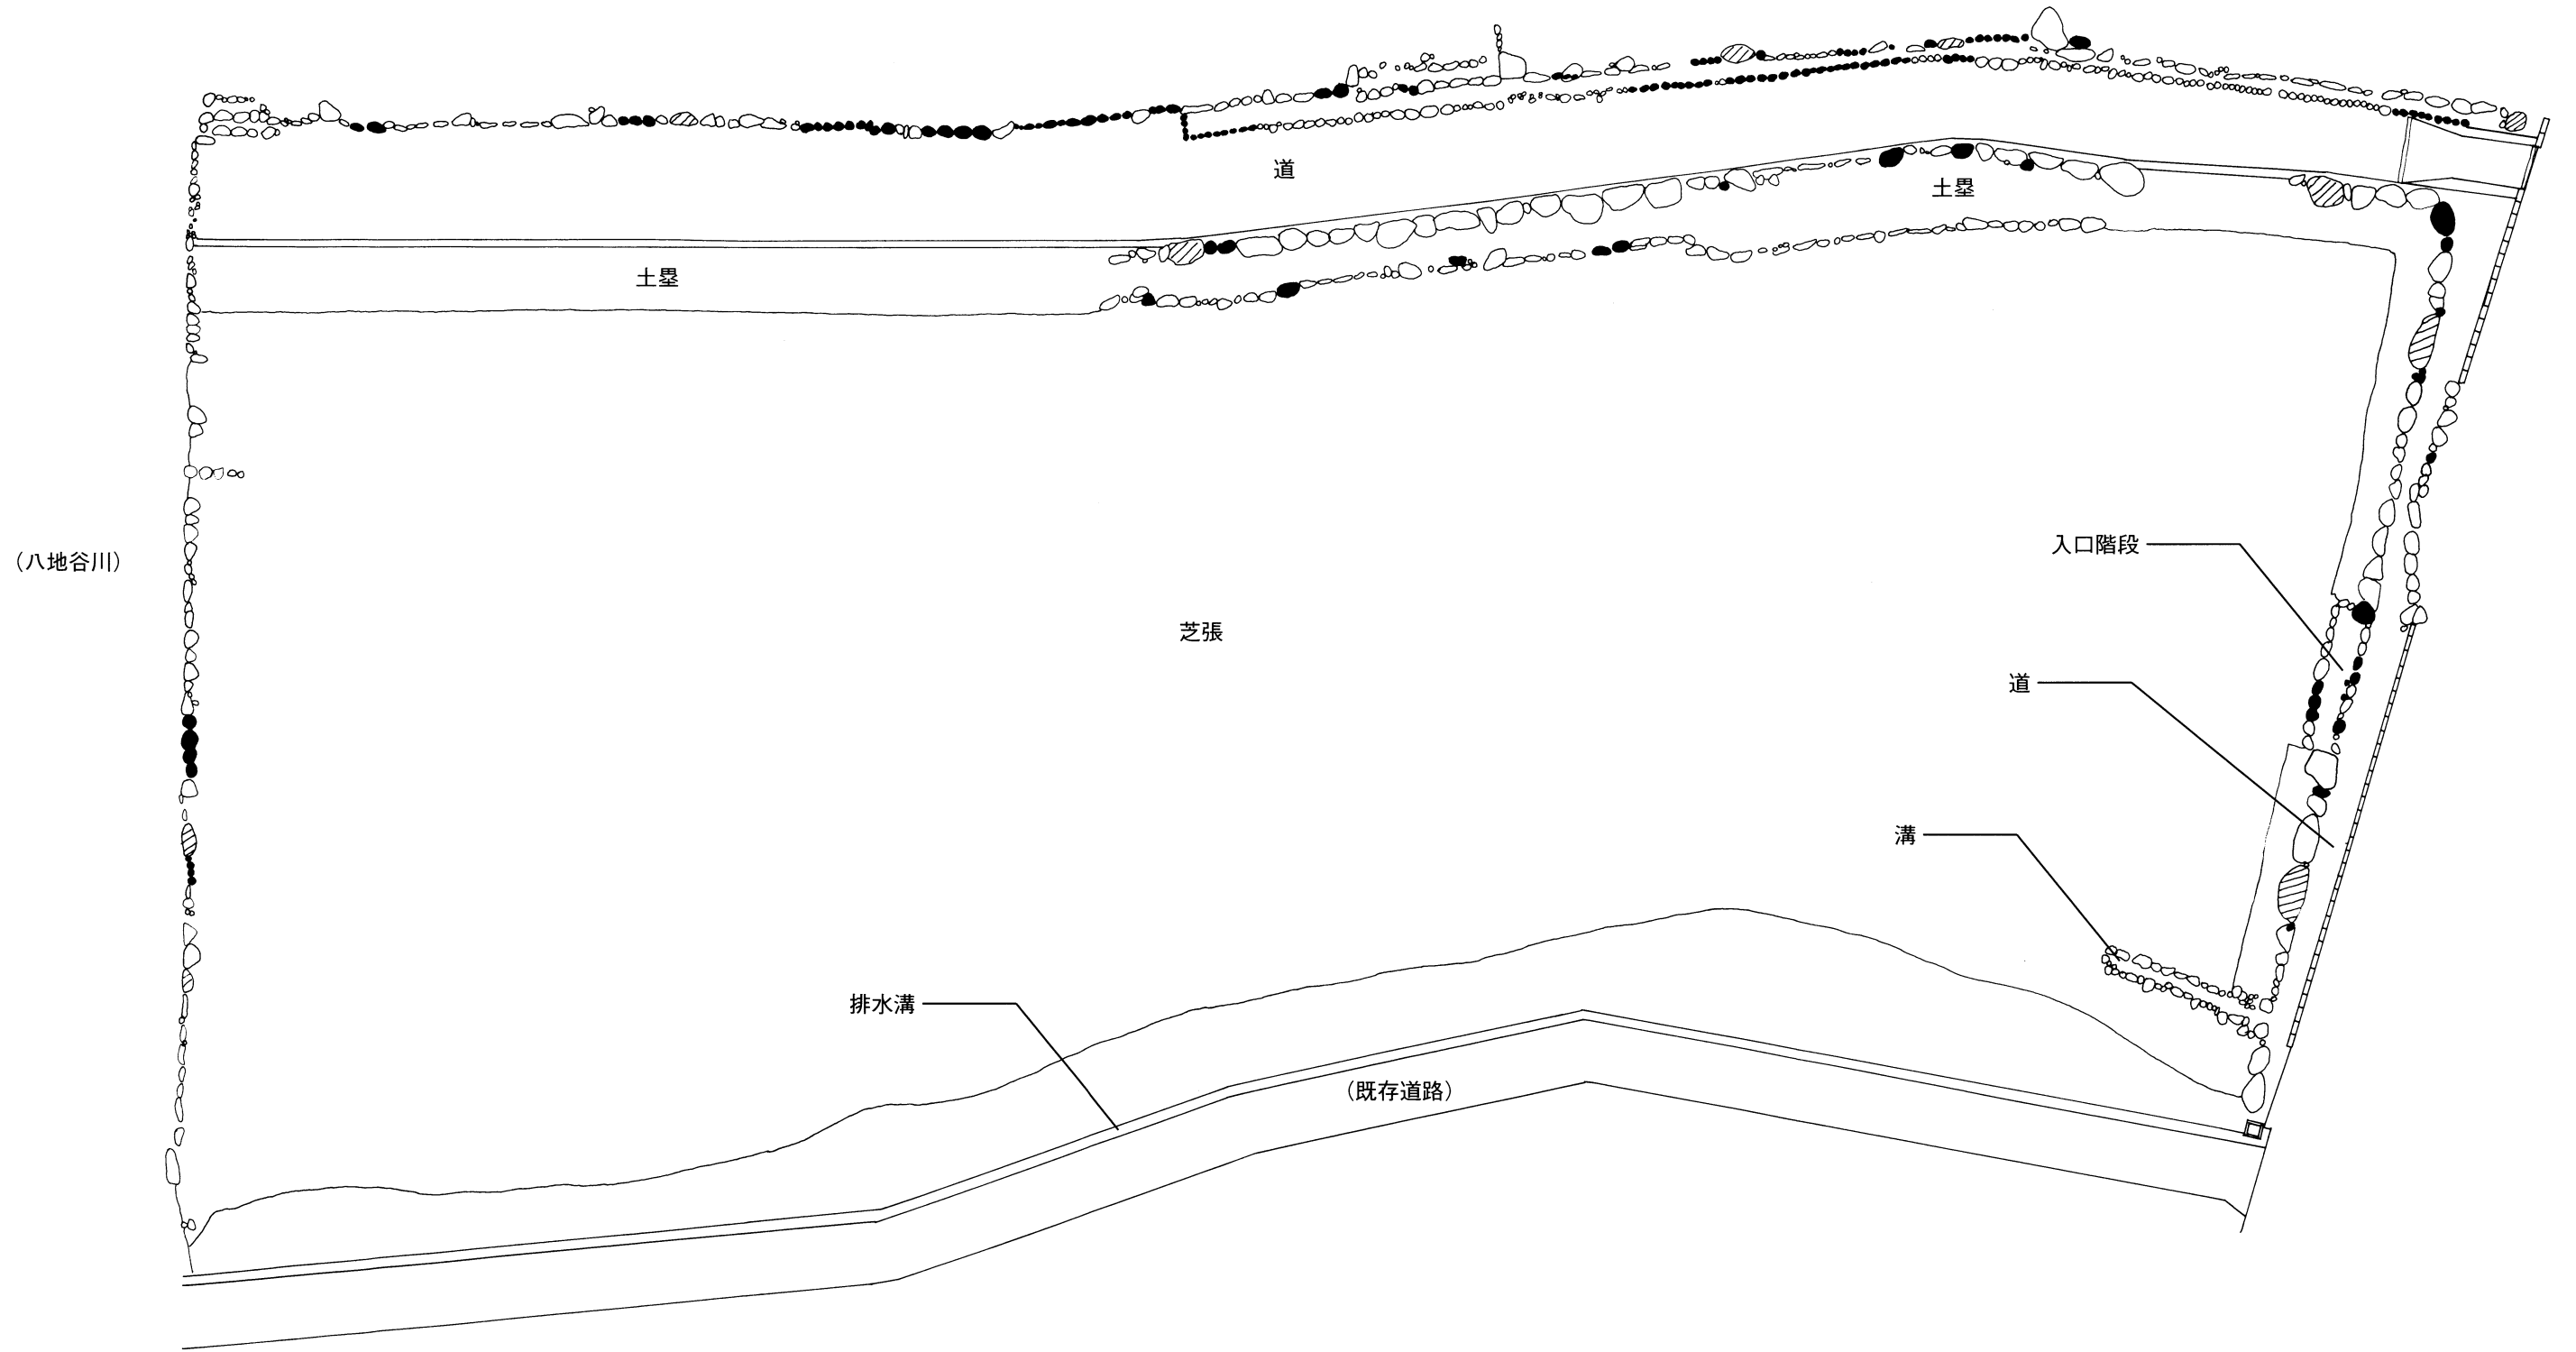 道
土塁
土塁
（八地谷川）
入口階段
芝張
道
溝
排水溝
（既存道路）